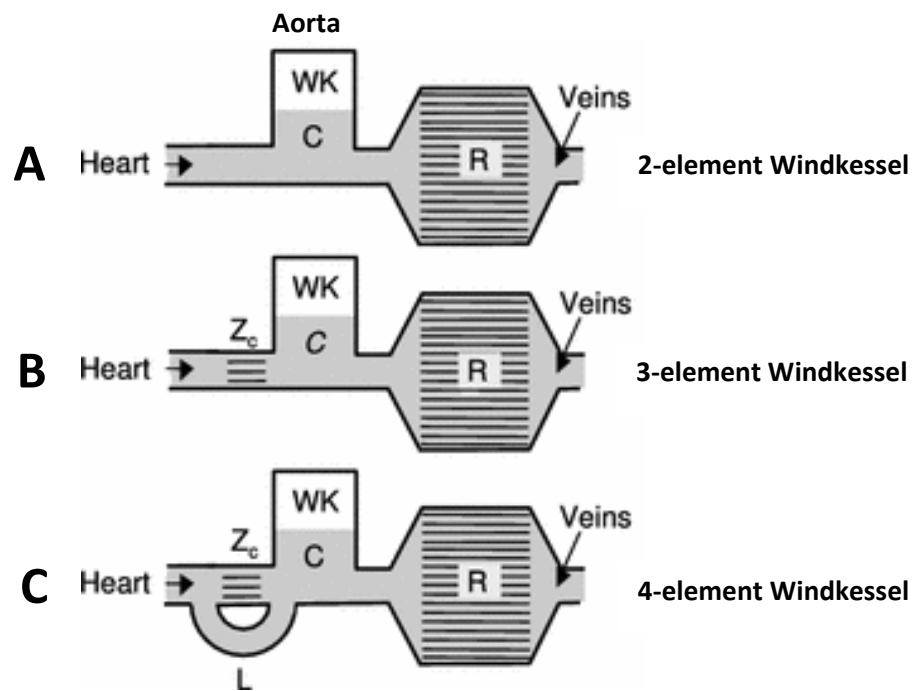 Aorta
WK
C
Veins
A
Heart
R
2-element Windkessel
WK
Veins
Zc
C
B
Heart
R
3-element Windkessel
WK
Veins
Zc
C
C
Heart
R
4-element Windkessel
L